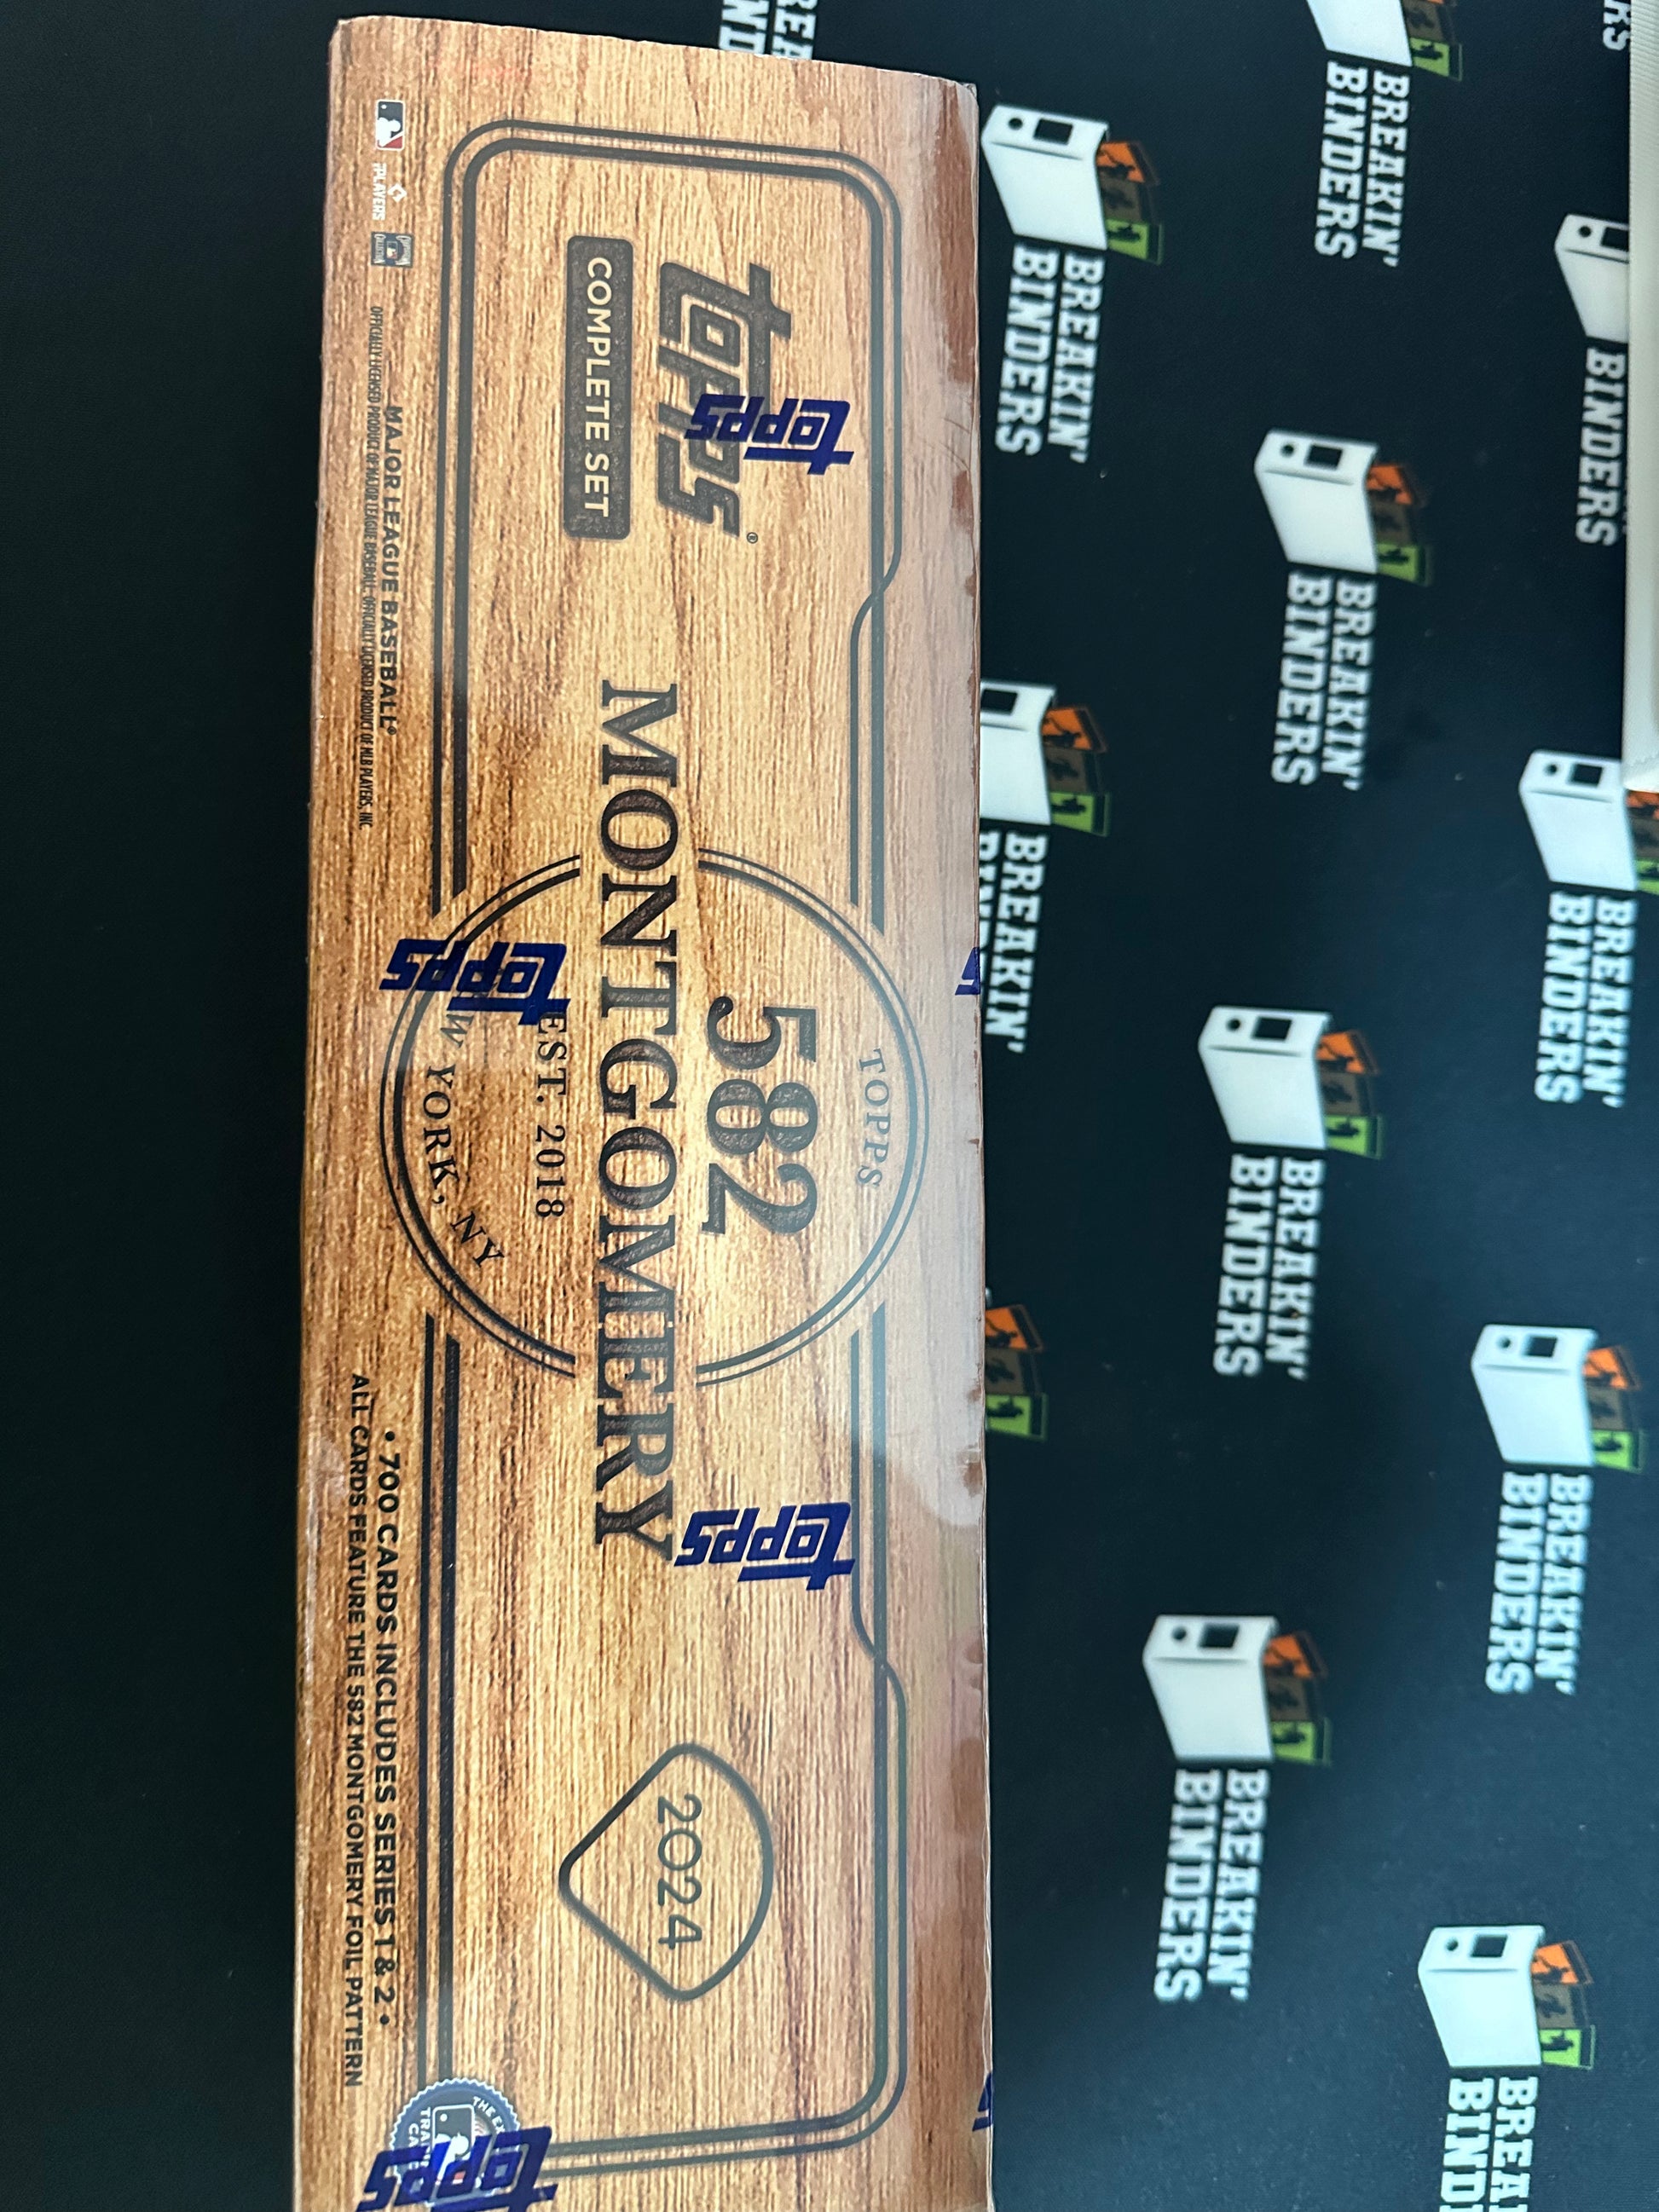 topps®
COMPLETE SET
TOPPS
582
MONTGOMERY
EST. 2018
YORK, NY
2024
MAJOR LEAGUE BASEBALL®
OFFICIALLY LICENSED PRODUCT OF MAJOR LEAGUE BASEBALL. OFFICIALLY LICENSED PRODUCT OF MLB PLAYERS, INC.
PLAYERS
• 700 CARDS INCLUDES SERIES 1 & 2 •
ALL CARDS FEATURE THE 582 MONTGOMERY FOIL PATTERN
topps
topps
topps
topps
BREAKIN'
BINDERS
BREAKIN'
BINDERS
BINDERS
BREAKIN'
BINDERS
BREAKIN'
BREAKIN'
BINDERS
BREAKIN'
BINDERS
BREAKIN'
BINDERS
BREAKIN'
BINDERS